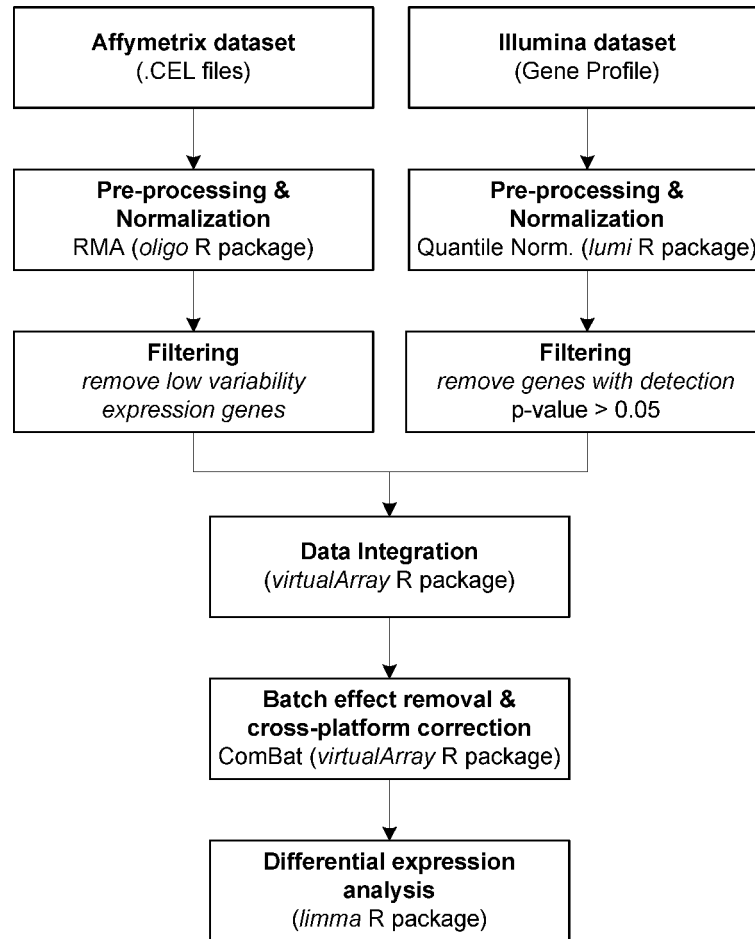 Affymetrix dataset
(.CEL files)
Illumina dataset
(Gene Profile)
Pre-processing &
Normalization
RMA (oligo R package)
Pre-processing &
Normalization
Quantile Norm. (lumi R package)
Filtering
remove low variability
expression genes
Filtering
remove genes with detection
p-value > 0.05
Data Integration
(virtualArray R package)
Batch effect removal &
cross-platform correction
ComBat (virtualArray R package)
Differential expression
analysis
(limma R package)